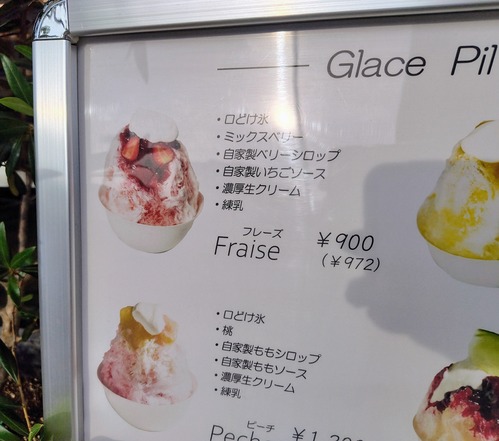 Glace Pil
・口どけ氷
・ミックスベリー
・自家製ベリーシロップ
・自家製いちごソース
・濃厚生クリーム
・練乳
フレーズ
Fraise ￥900
(￥972)
・口どけ氷
・桃
・自家製ももシロップ
・自家製ももソース
・濃厚生クリーム
・練乳
ピーチ